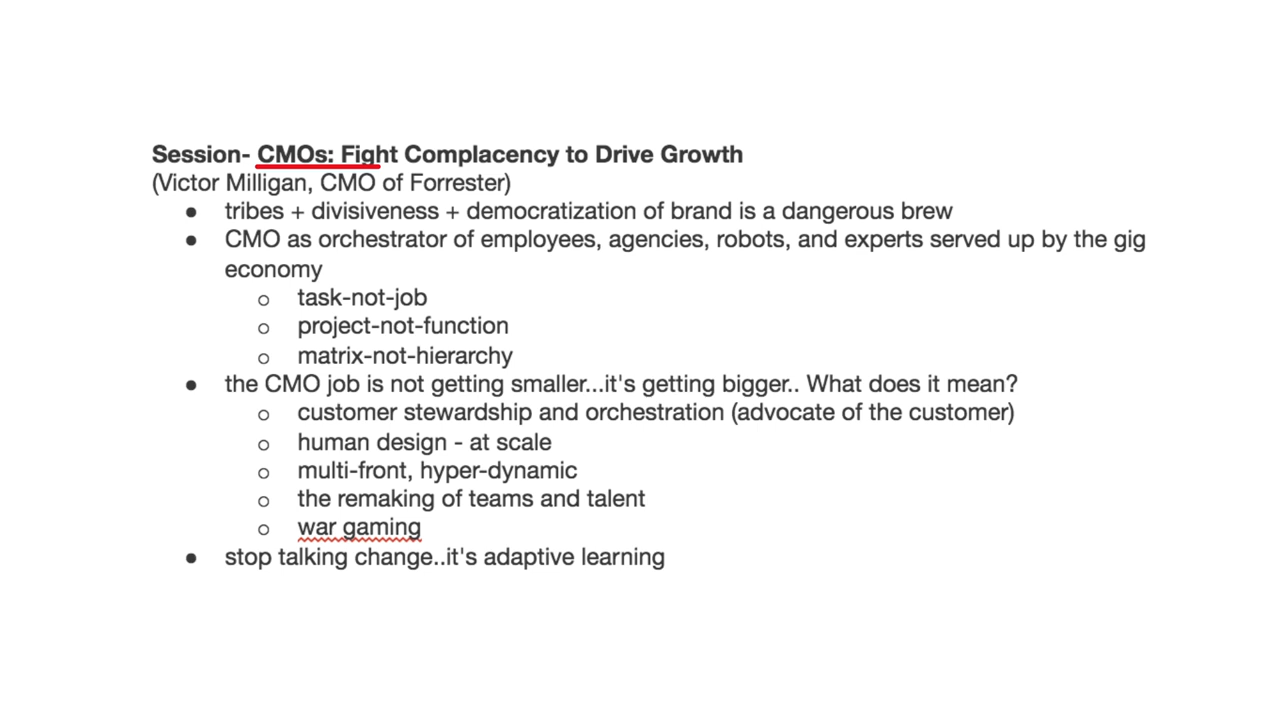 Session- CMOs: Fight Complacency to Drive Growth
(Victor Milligan, CMO of Forrester)
● tribes + divisiveness + democratization of brand is a dangerous brew
● CMO as orchestrator of employees, agencies, robots, and experts served up by the gig
economy
○ task-not-job
○ project-not-function
○ matrix-not-hierarchy
● the CMO job is not getting smaller...it's getting bigger.. What does it mean?
○ customer stewardship and orchestration (advocate of the customer)
○ human design - at scale
○ multi-front, hyper-dynamic
○ the remaking of teams and talent
○ war gaming
● stop talking change..it's adaptive learning